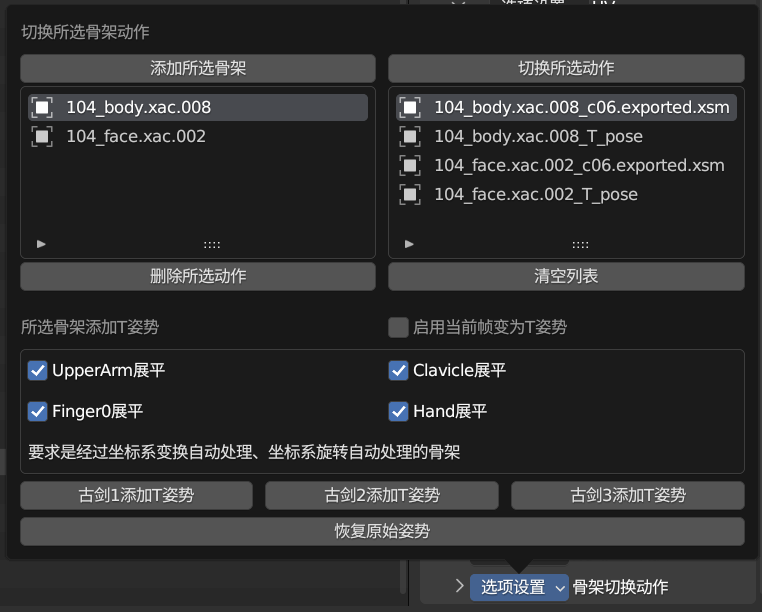 切换所选骨架动作
添加所选骨架
切换所选动作
104_body.xac.008
104_face.xac.002
104_body.xac.008_c06.exported.xsm
104_body.xac.008_T_pose
104_face.xac.002_c06.exported.xsm
104_face.xac.002_T_pose
删除所选动作
清空列表
所选骨架添加T姿势
启用当前帧变为T姿势
UpperArm展平
Clavicle展平
Finger0展平
Hand展平
要求是经过坐标系变换自动处理、坐标系旋转自动处理的骨架
古剑1添加T姿势
古剑2添加T姿势
古剑3添加T姿势
恢复原始姿势
选项设置
骨架切换动作